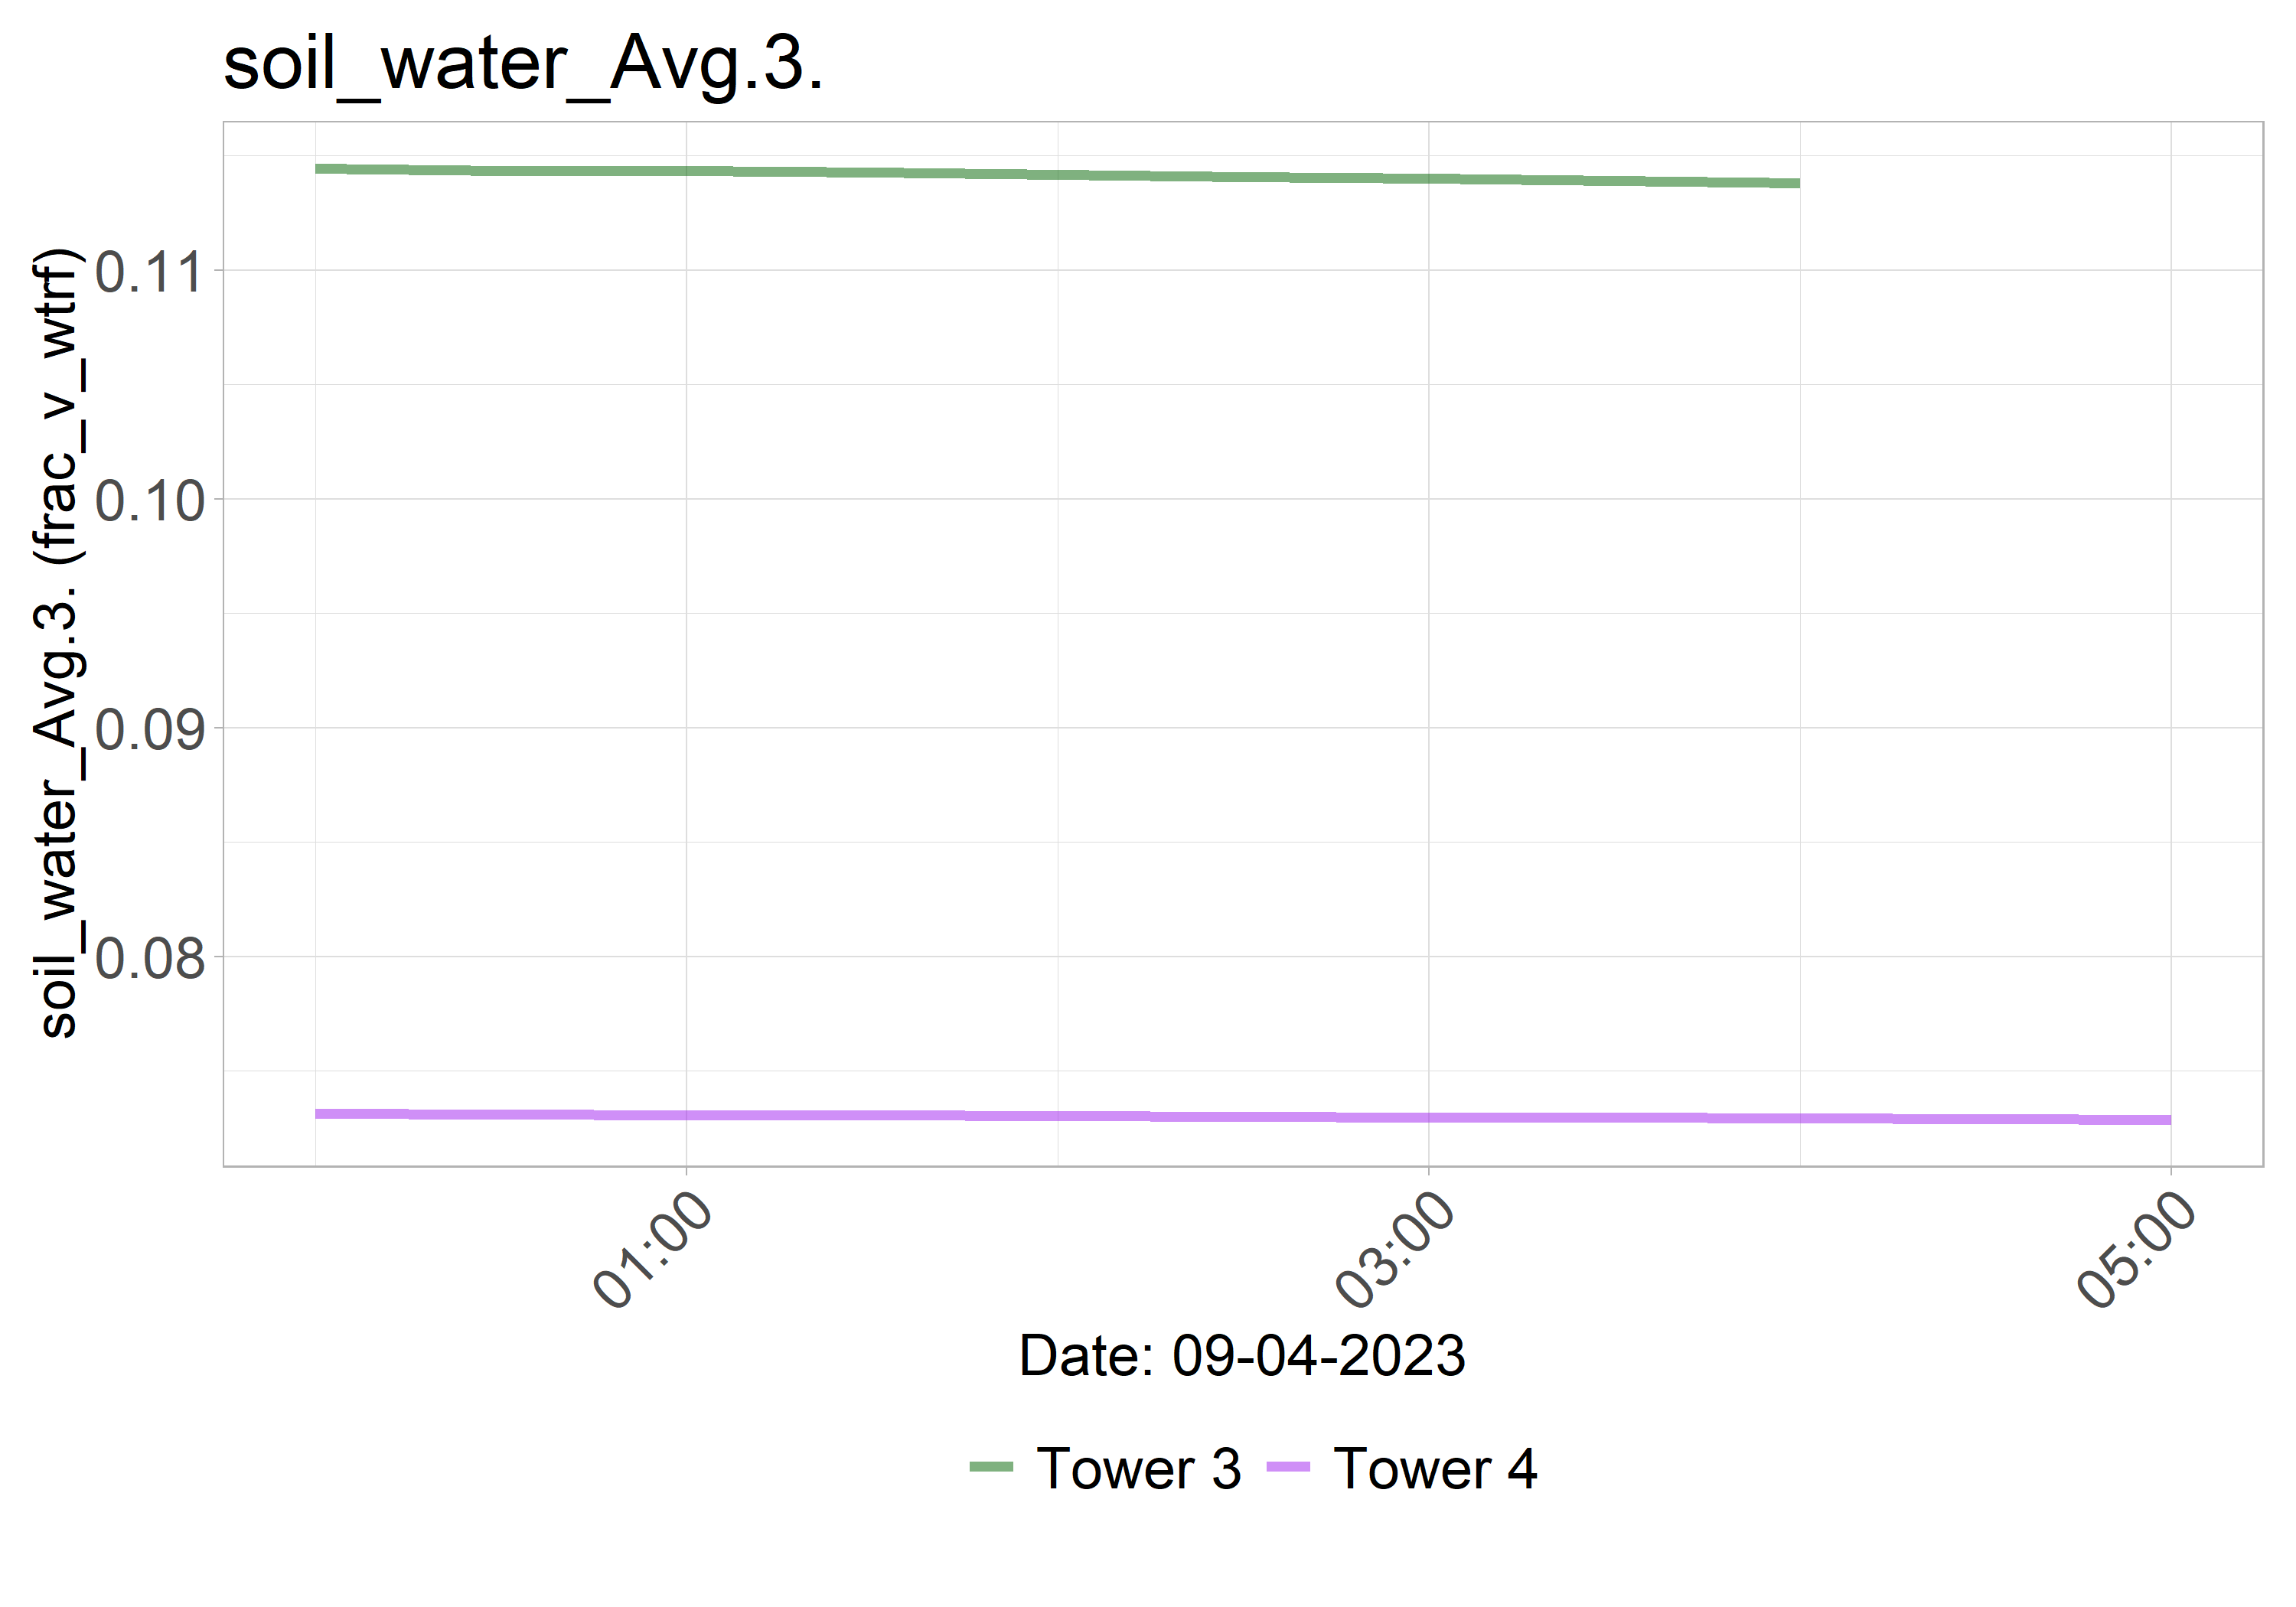 soil_water_Avg.3.
soil_water_Avg.3. (frac_v_wtrf)
0.11
0.10
0.09
0.08
01:00
03:00
05:00
Date: 09-04-2023
Tower 3
Tower 4